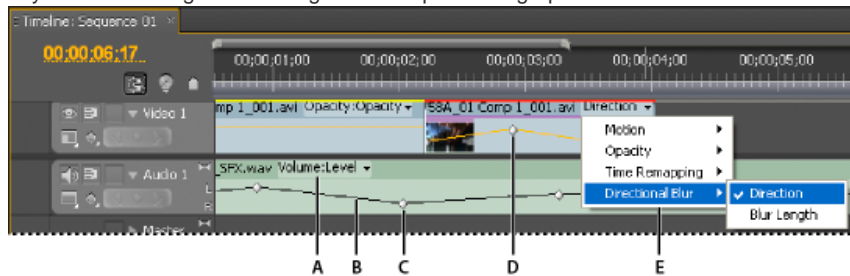 Timeline: Sequence 01 ×
00;00;06;17
00;00;01;00 00;00;02;00 00;00;03;00 00;00;04;00 00;00;05;00
Video 1
mp 1_001.avi Opacity:Opacity
58A_01 Comp 1_001.avi Direction
Motion
Opacity
Time Remapping
Directional Blur
Direction
Blur Length
Audio 1
L
R
_SFX.wav Volume:Level
Master
A B C D E